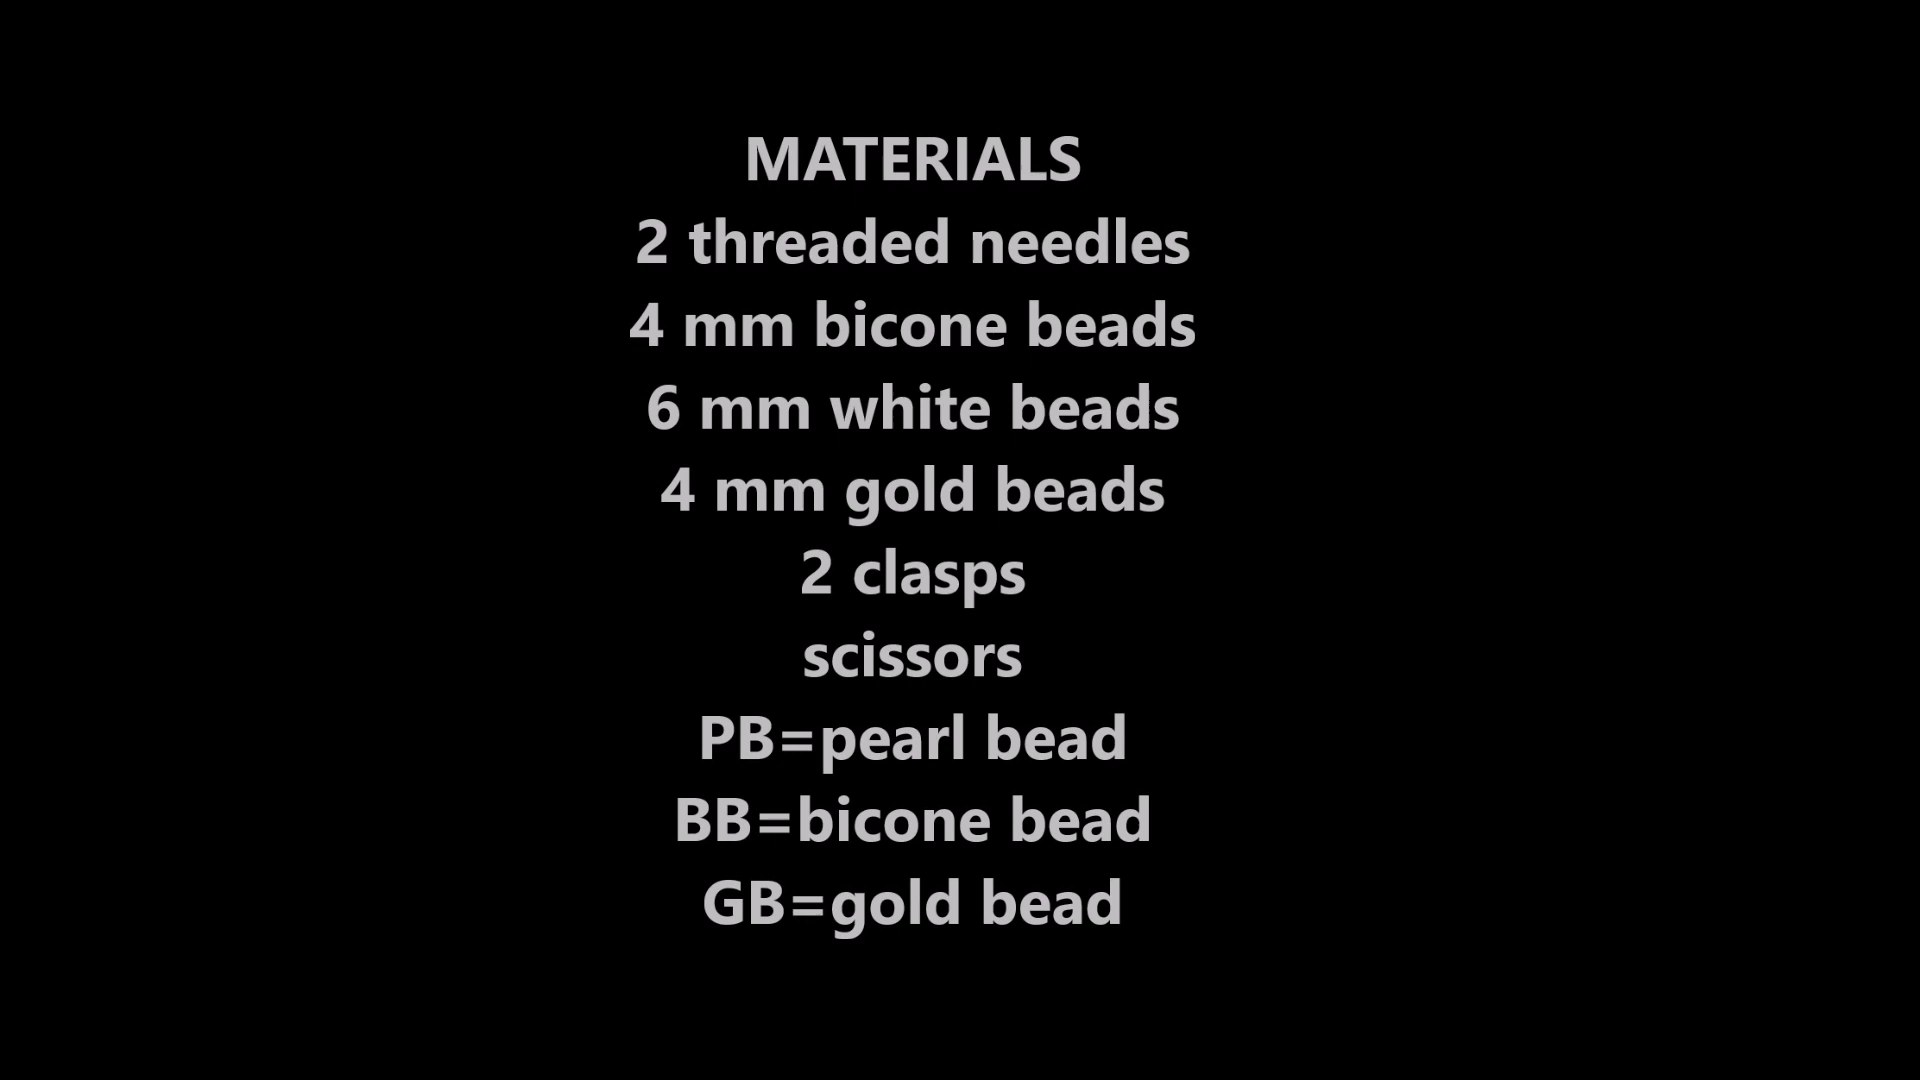 MATERIALS
2 threaded needles
4 mm bicone beads
6 mm white beads
4 mm gold beads
2 clasps
scissors
PB=pearl bead
BB=bicone bead
GB=gold bead